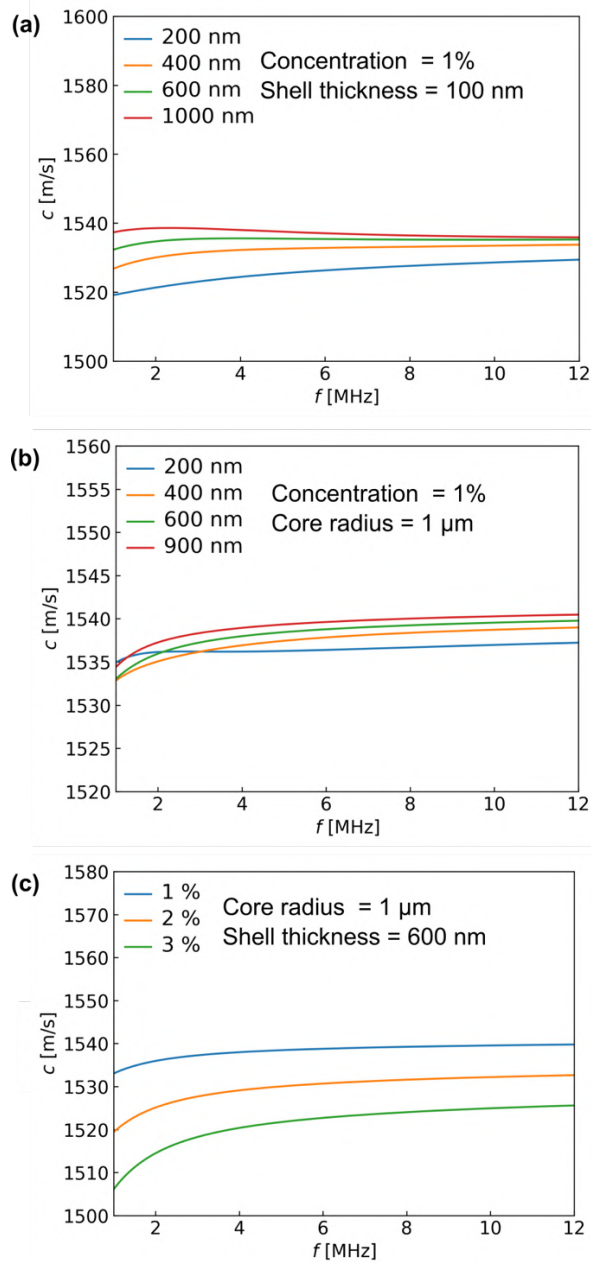 (a)
1600
1580
1560
1540
1520
1500
c [m/s]
200 nm
400 nm
600 nm
1000 nm
Concentration = 1%
Shell thickness = 100 nm
2 4 6 8 10 12
f [MHz]
(b)
1560
1555
1550
1545
1540
1535
1530
1525
1520
c [m/s]
200 nm
400 nm
600 nm
900 nm
Concentration = 1%
Core radius = 1 µm
2 4 6 8 10 12
f [MHz]
(c)
1580
1570
1560
1550
1540
1530
1520
1510
1500
c [m/s]
1 %
2 %
3 %
Core radius = 1 µm
Shell thickness = 600 nm
2 4 6 8 10 12
f [MHz]